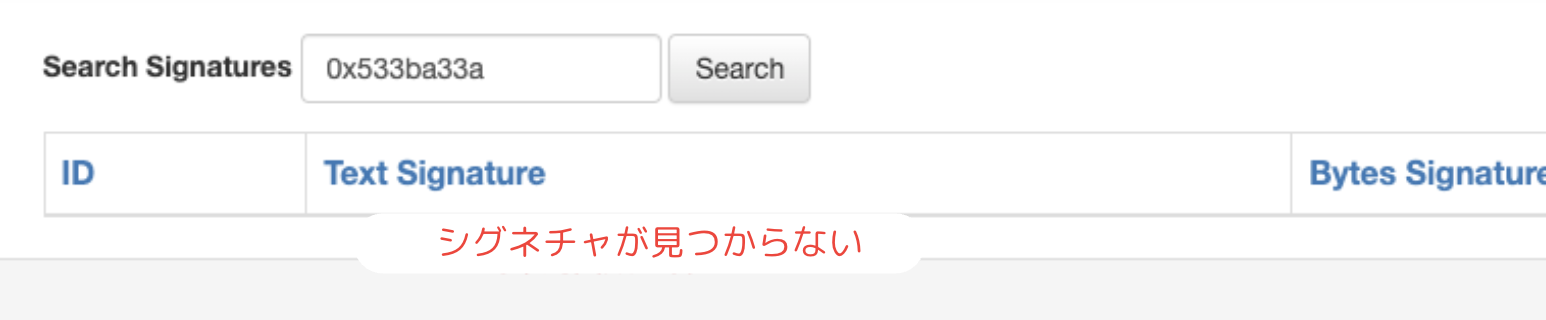 Search Signatures 0x533ba33a Search
ID Text Signature Bytes Signature
シグネチャが見つからない